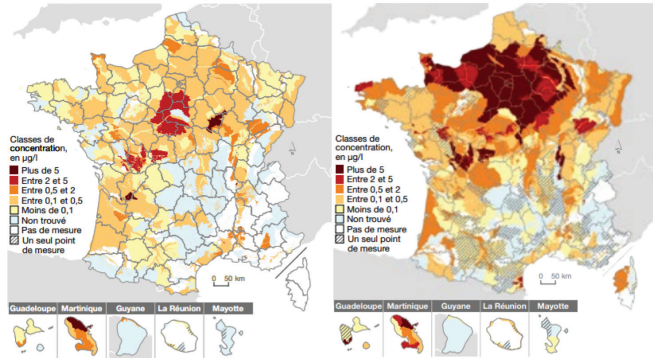 Classes de
concentration,
en µg/l
Plus de 5
Entre 2 et 5
Entre 0,5 et 2
Entre 0,1 et 0,5
Moins de 0,1
Non trouvé
Pas de mesure
Un seul point
de mesure
0 50 km
Guadeloupe Martinique Guyane La Réunion Mayotte
Classes de
concentration,
en µg/l
Plus de 5
Entre 2 et 5
Entre 0,5 et 2
Entre 0,1 et 0,5
Moins de 0,1
Non trouvé
Pas de mesure
Un seul point
de mesure
0 50 km
Guadeloupe Martinique Guyane La Réunion Mayotte